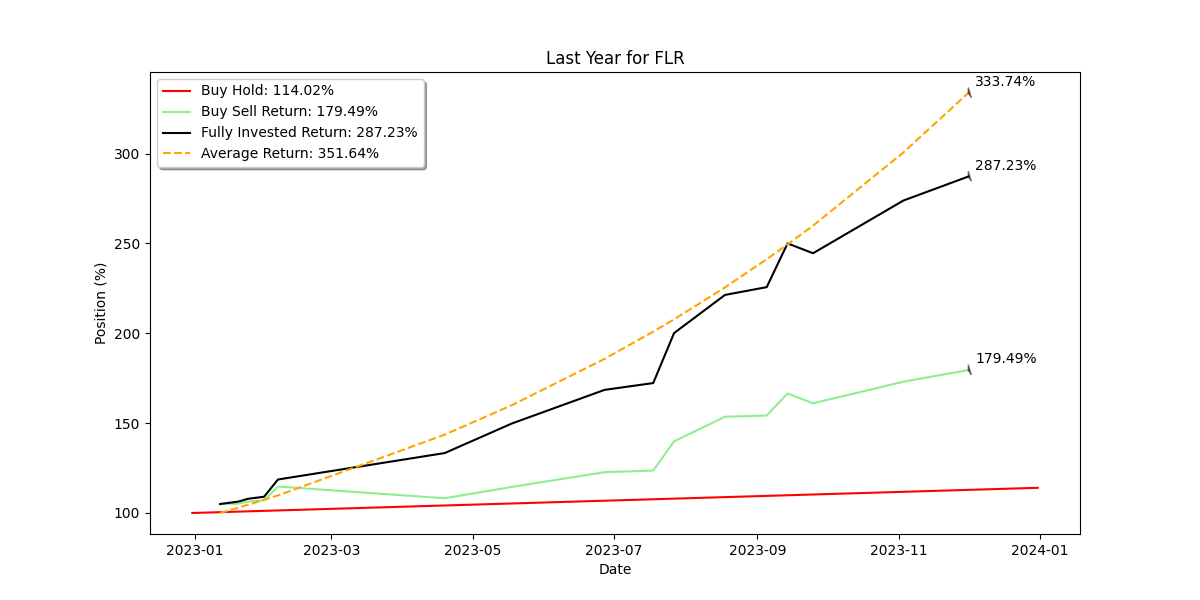 Last Year for FLR
Buy Hold: 114.02%
Buy Sell Return: 179.49%
Fully Invested Return: 287.23%
Average Return: 351.64%
333.74%
287.23%
179.49%
Position (%)
300
250
200
150
100
2023-01
2023-03
2023-05
2023-07
2023-09
2023-11
2024-01
Date